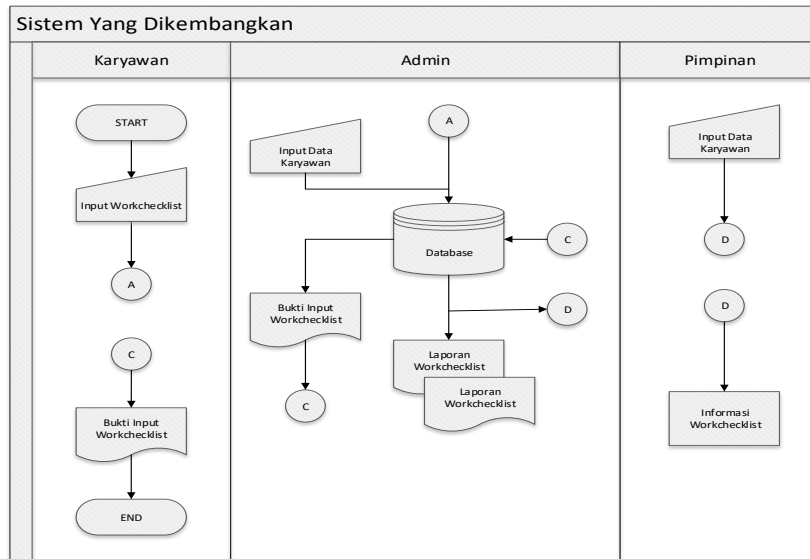 Sistem Yang Dikembangkan
Karyawan
Admin
Pimpinan
START
Input Workchecklist
A
C
Bukti Input
Workchecklist
END
Input Data
Karyawan
A
Database
C
Bukti Input
Workchecklist
D
C
Laporan
Workchecklist
Laporan
Workchecklist
Input Data
Karyawan
D
D
Informasi
Workchecklist